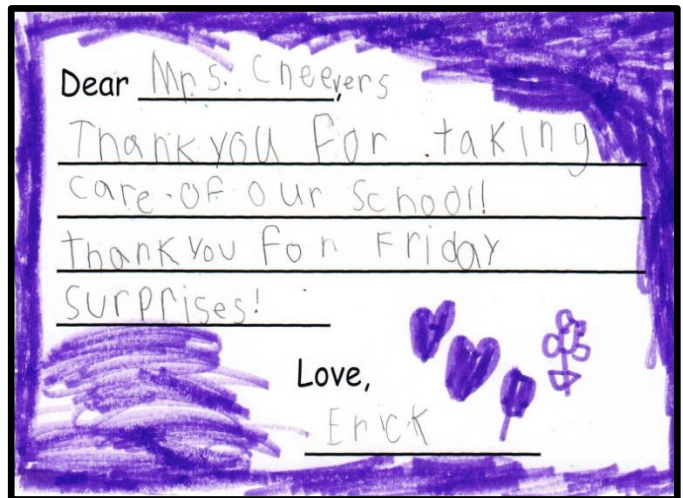 Dear Mrs. Cheevers,
Thank you For taking
care of our School!
thank you For Friday
Surprises!
Love,
Erick